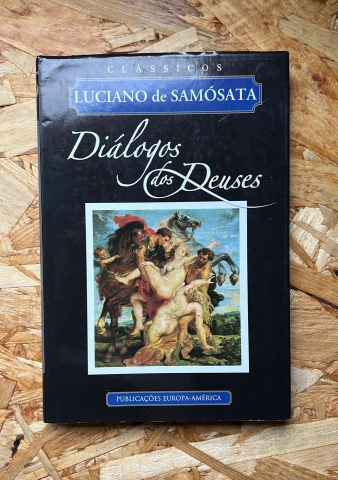 CLÁSSICOS
LUCIANO de SAMÓSATA
Diálogos
dos Deuses
PUBLICAÇÕES EUROPA-AMÉRICA